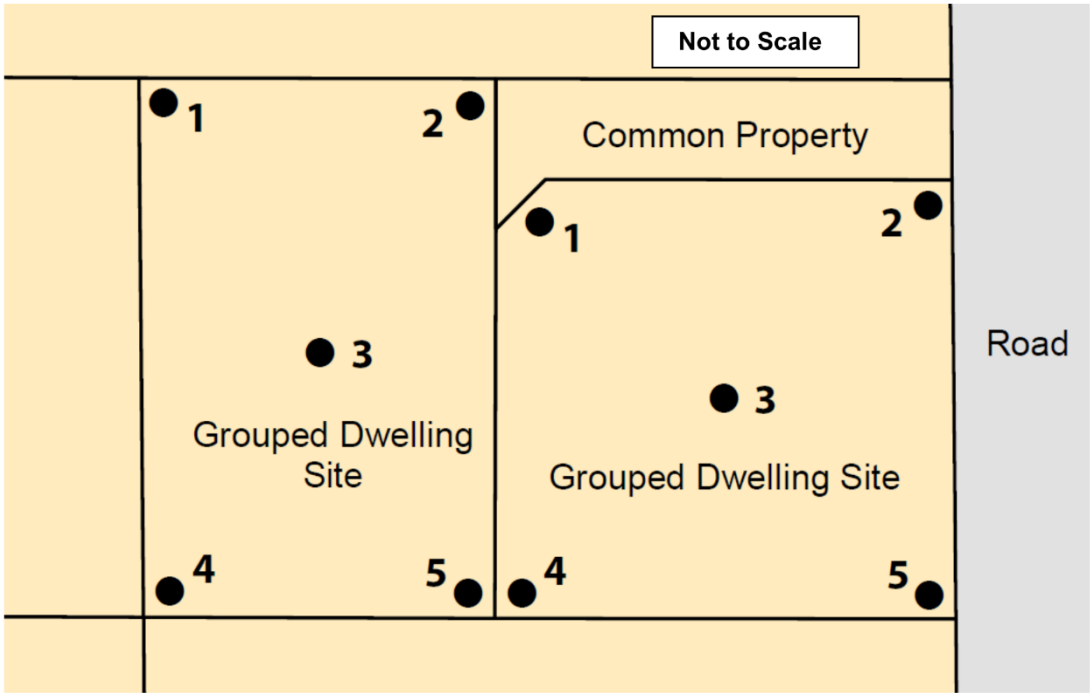 Not to Scale
1
2
Common Property
1
2
3
Road
3
Grouped Dwelling
Site
Grouped Dwelling Site
4
5
4
5